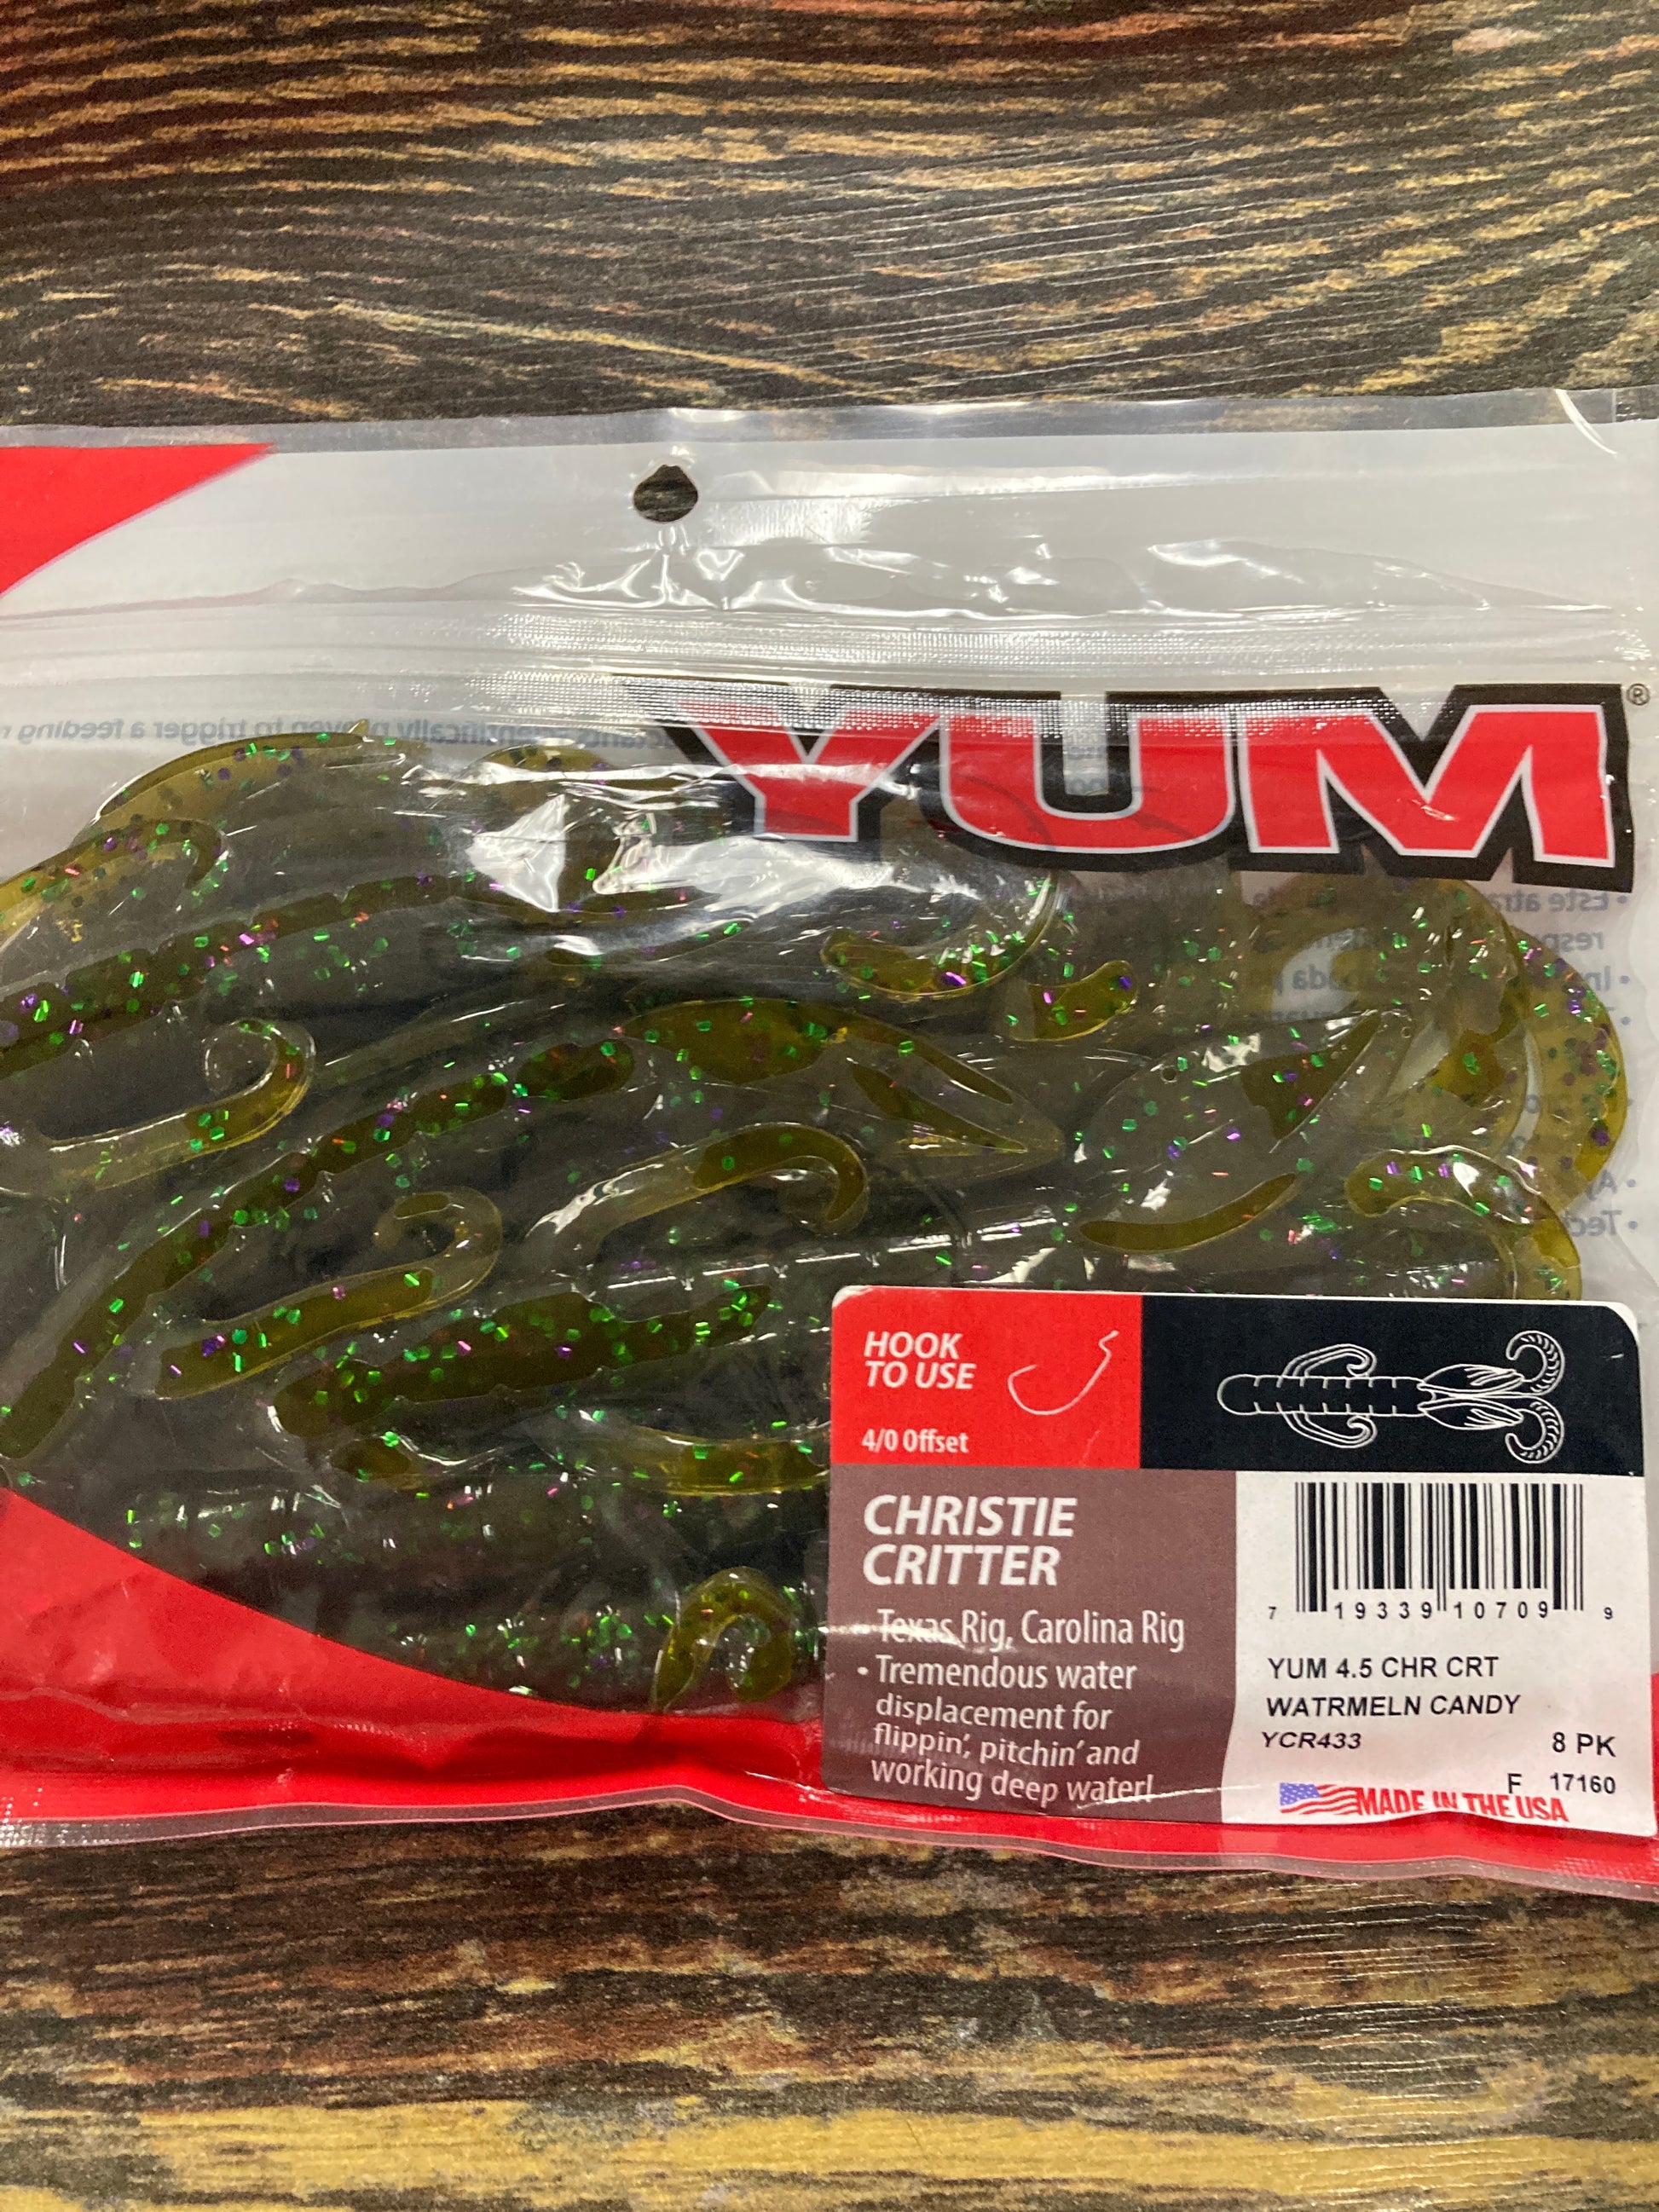 YUM®
HOOK
TO USE
4/0 Offset
CHRISTIE
CRITTER
• Texas Rig, Carolina Rig
• Tremendous water
displacement for
flippin', pitchin' and
working deep water!
7 19339 10709 9
YUM 4.5 CHR CRT
WATRMELN CANDY
YCR433
8 PK
F 17160
MADE IN THE USA